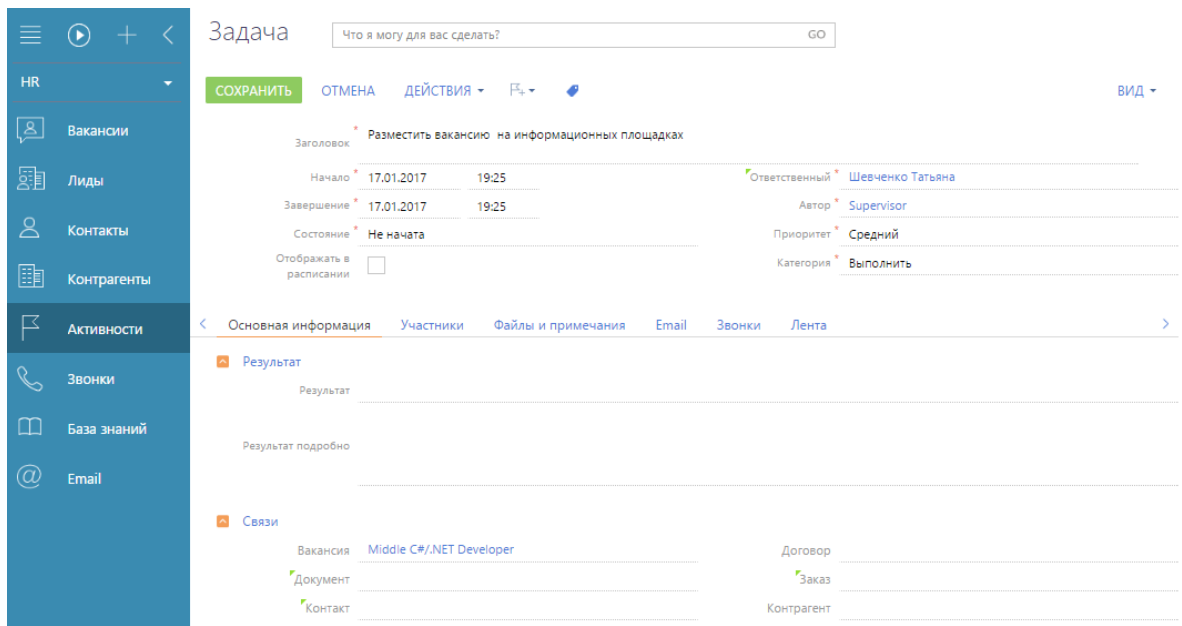 Задача
Что я могу для вас сделать? GO
HR
СОХРАНИТЬ ОТМЕНА ДЕЙСТВИЯ ВИД
Вакансии
Лиды
Контакты
Контрагенты
Активности
Звонки
База знаний
Email
Заголовок* Разместить вакансию на информационных площадках
Начало* 17.01.2017 19:25 Ответственный* Шевченко Татьяна
Завершение* 17.01.2017 19:25 Автор* Supervisor
Состояние* Не начата Приоритет* Средний
Отображать в
расписании
Категория* Выполнить
Основная информация Участники Файлы и примечания Email Звонки Лента
Результат
Результат
Результат подробно
Связи
Вакансия Middle C#/.NET Developer Договор
Документ Заказ
Контакт Контрагент